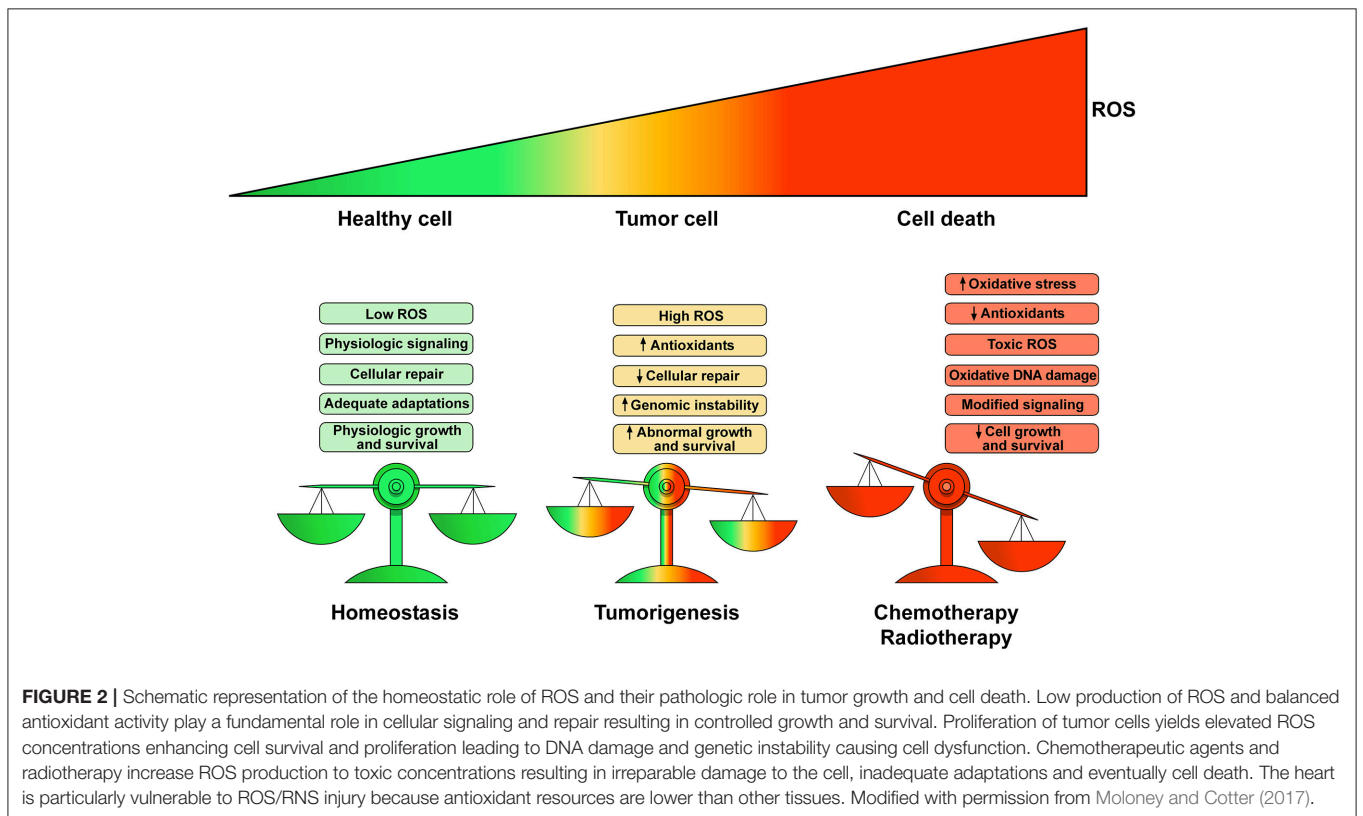 ROS
Healthy cell
Tumor cell
Cell death
Low ROS
Physiologic signaling
Cellular repair
Adequate adaptations
Physiologic growth
and survival
High ROS
↑ Antioxidants
↓ Cellular repair
↑ Genomic instability
↑ Abnormal growth
and survival
↑ Oxidative stress
↓ Antioxidants
Toxic ROS
Oxidative DNA damage
Modified signaling
↓ Cell growth
and survival
Homeostasis
Tumorigenesis
Chemotherapy
Radiotherapy
FIGURE 2 | Schematic representation of the homeostatic role of ROS and their pathologic role in tumor growth and cell death. Low production of ROS and balanced
antioxidant activity play a fundamental role in cellular signaling and repair resulting in controlled growth and survival. Proliferation of tumor cells yields elevated ROS
concentrations enhancing cell survival and proliferation leading to DNA damage and genetic instability causing cell dysfunction. Chemotherapeutic agents and
radiotherapy increase ROS production to toxic concentrations resulting in irreparable damage to the cell, inadequate adaptations and eventually cell death. The heart
is particularly vulnerable to ROS/RNS injury because antioxidant resources are lower than other tissues. Modified with permission from Moloney and Cotter (2017).